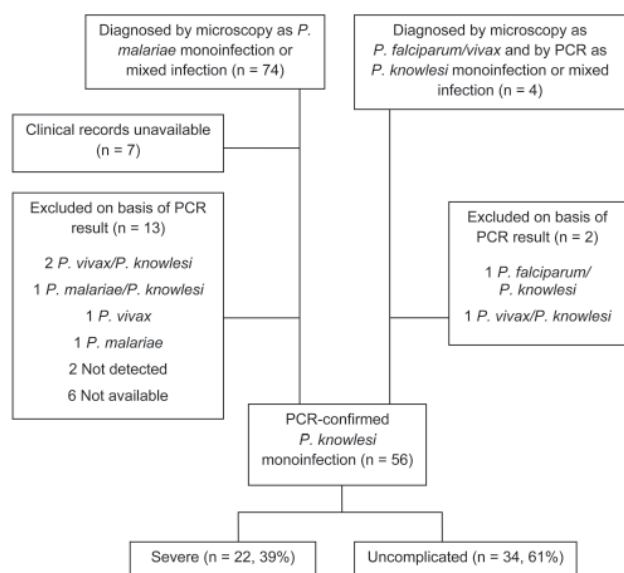 Diagnosed by microscopy as P.
malariae monoinfection or
mixed infection (n = 74)
Diagnosed by microscopy as
P. falciparum/vivax and by PCR as
P. knowlesi monoinfection or mixed
infection (n = 4)
Clinical records unavailable
(n = 7)
Excluded on basis of PCR
result (n = 13)
2 P. vivax/P. knowlesi
1 P. malariae/P. knowlesi
1 P. vivax
1 P. malariae
2 Not detected
6 Not available
Excluded on basis of
PCR result (n = 2)
1 P. falciparum/
P. knowlesi
1 P. vivax/P. knowlesi
PCR-confirmed
P. knowlesi
monoinfection (n = 56)
Severe (n = 22, 39%)
Uncomplicated (n = 34, 61%)